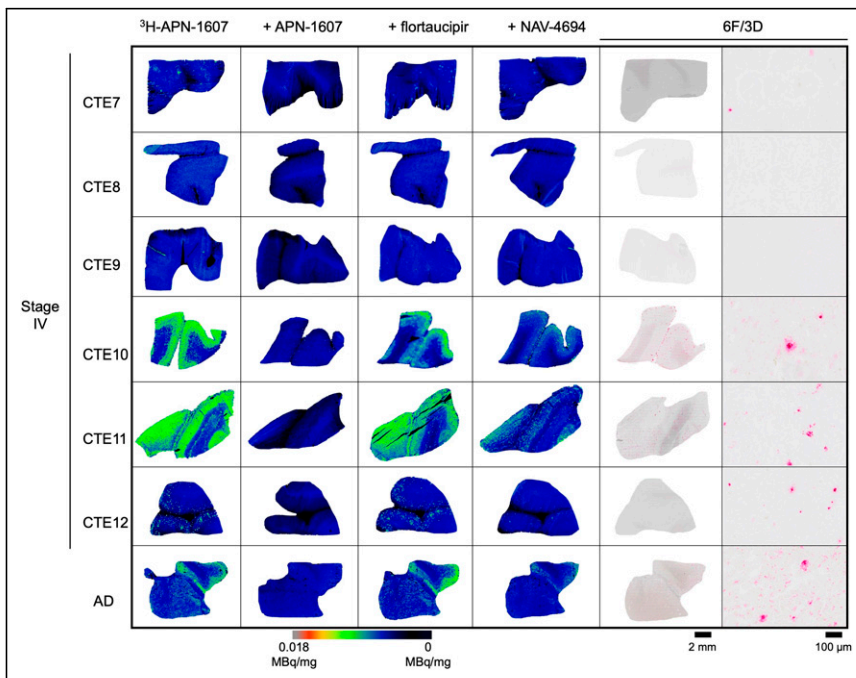 ³H-APN-1607 + APN-1607 + flortaucipir + NAV-4694 6F/3D
CTE7
CTE8
CTE9
Stage
IV
CTE10
CTE11
CTE12
AD
0.018 0
MBq/mg MBq/mg
2 mm 100 µm